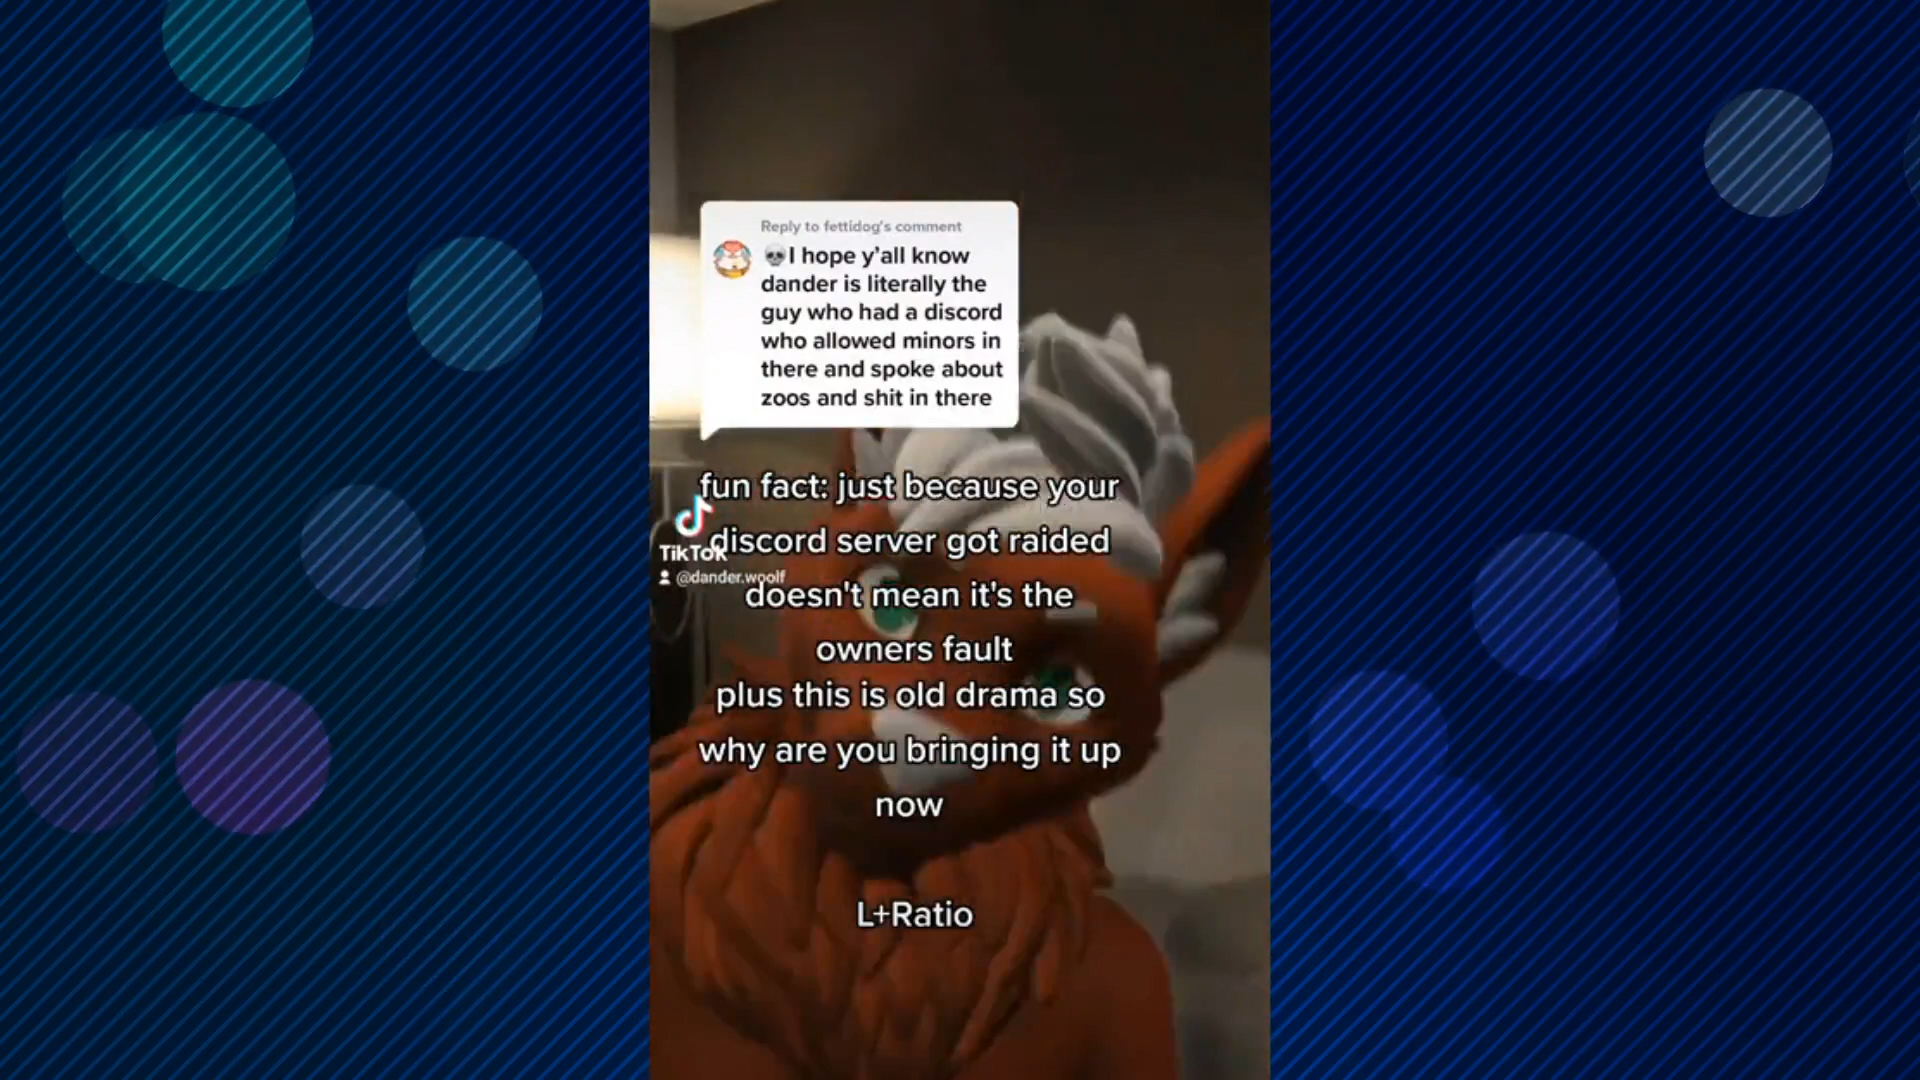 Reply to fettidog's comment
💀I hope y'all know
dander is literally the
guy who had a discord
who allowed minors in
there and spoke about
zoos and shit in there
fun fact: just because your
discord server got raided
TikTok
@dander.woolf
doesn't mean it's the
owners fault
plus this is old drama so
why are you bringing it up
now
L+Ratio